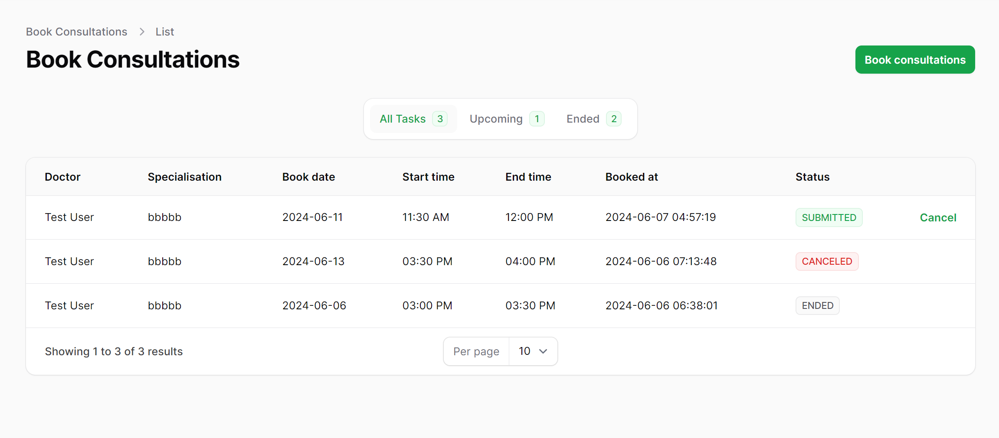 Book Consultations > List
Book Consultations
Book consultations
All Tasks 3 Upcoming 1 Ended 2
Doctor Specialisation Book date Start time End time Booked at Status
Test User bbbbb 2024-06-11 11:30 AM 12:00 PM 2024-06-07 04:57:19 SUBMITTED Cancel
Test User bbbbb 2024-06-13 03:30 PM 04:00 PM 2024-06-06 07:13:48 CANCELED
Test User bbbbb 2024-06-06 03:00 PM 03:30 PM 2024-06-06 06:38:01 ENDED
Showing 1 to 3 of 3 results Per page 10